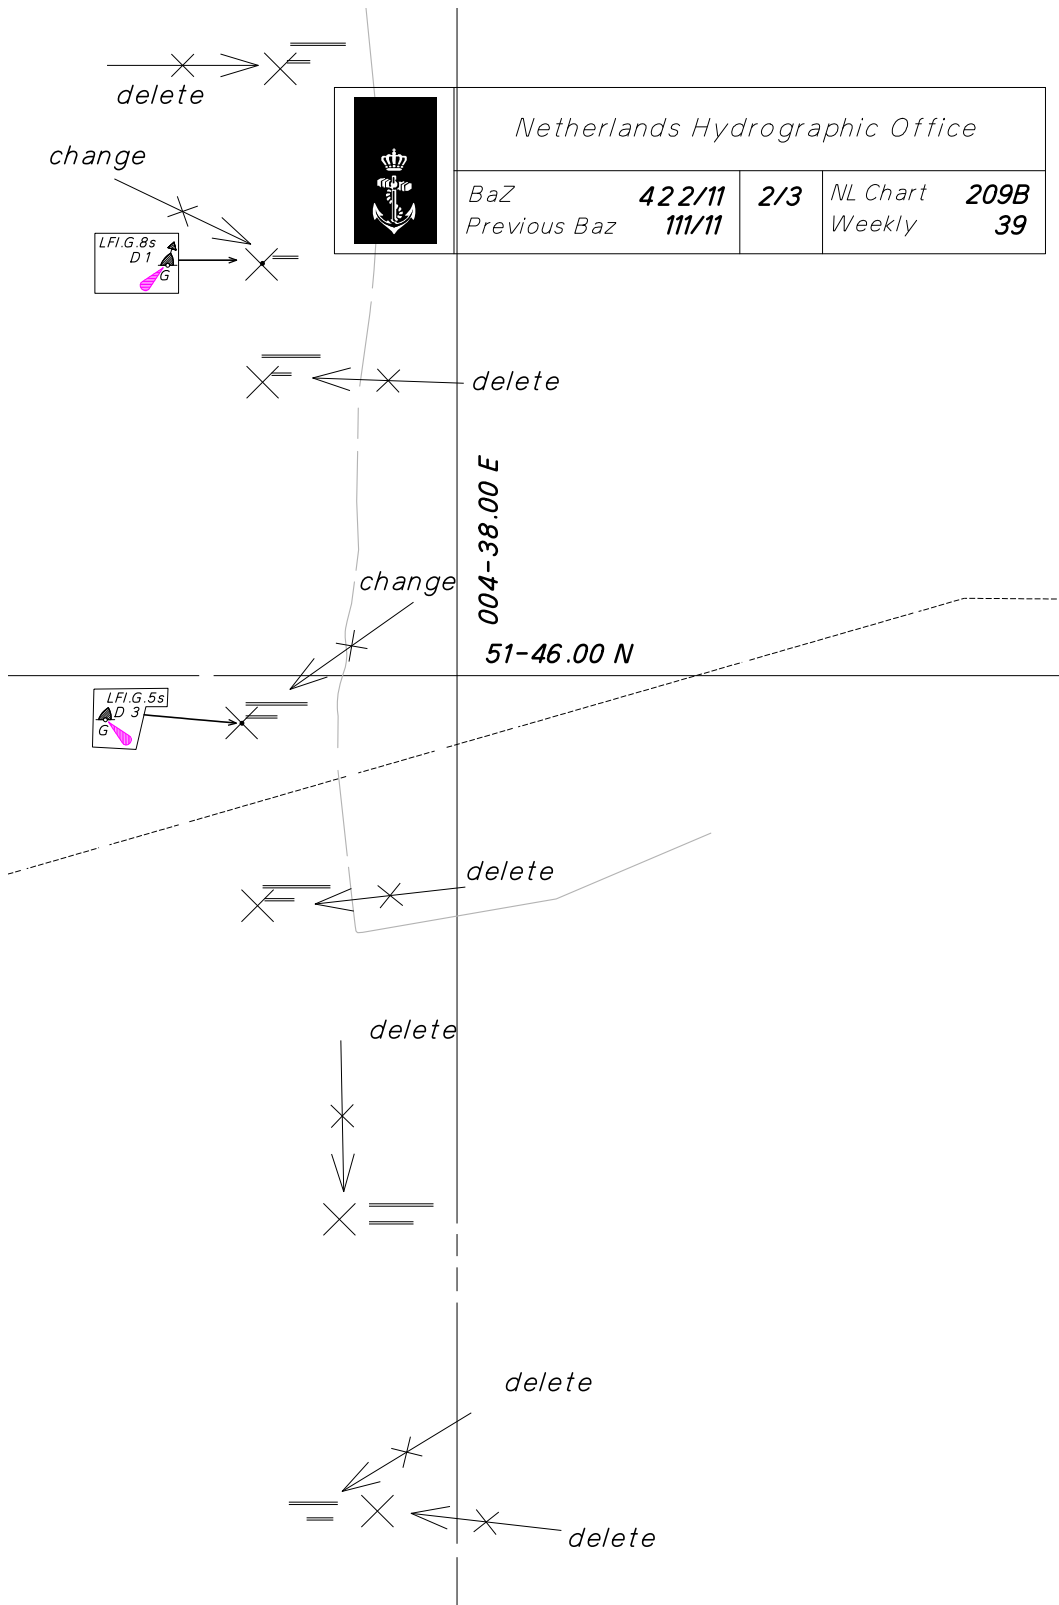 delete
Netherlands Hydrographic Office
change
BaZ 422/11 2/3 NL Chart 209B
Previous Baz 111/11 Weekly 39
LFl.G.8s
D 1
G
delete
004-38.00 E
change
51-46.00 N
LFl.G.5s
D 3
G
delete
delete
delete
delete